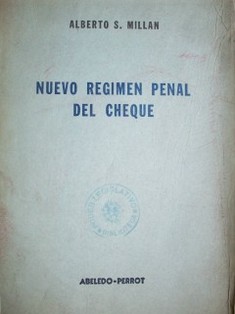 ALBERTO S. MILLAN
NUEVO REGIMEN PENAL
DEL CHEQUE
ABELEDO-PERROT